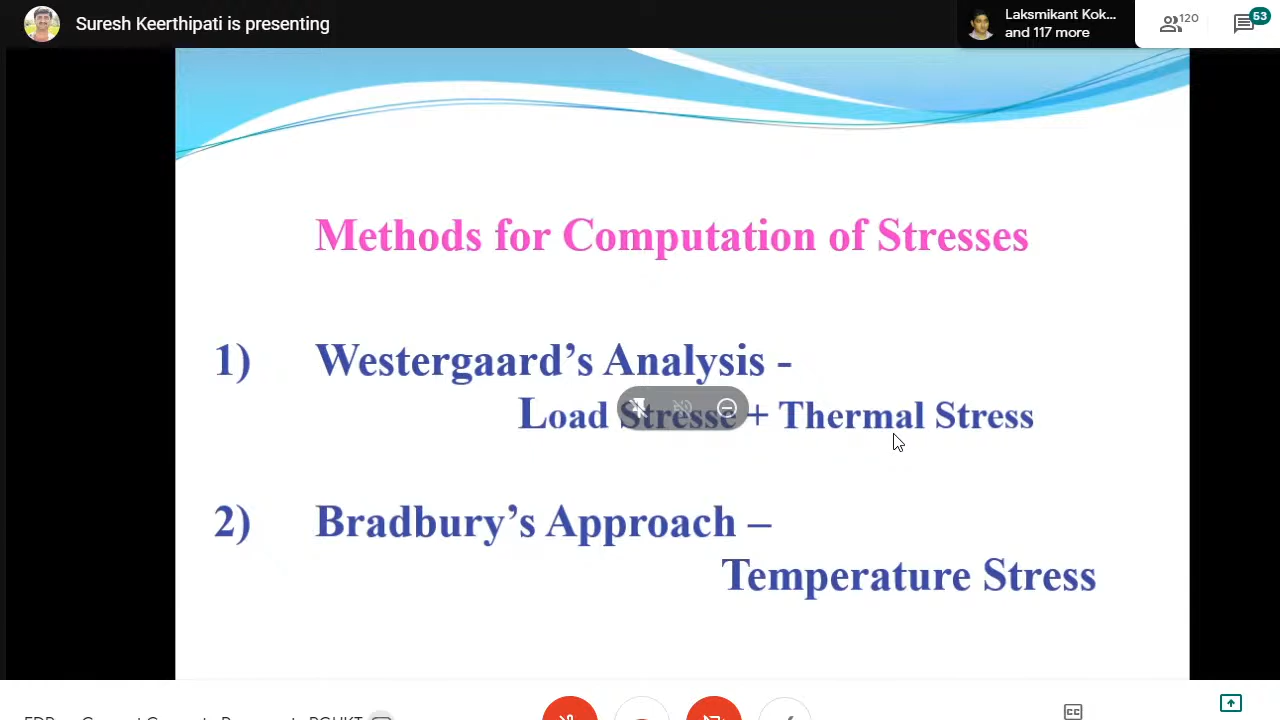 Suresh Keerthipati is presenting
Laksmikant Kok...
and 117 more
120
53
Methods for Computation of Stresses
1) Westergaard's Analysis -
Load Stresse + Thermal Stress
2) Bradbury's Approach –
Temperature Stress
CC